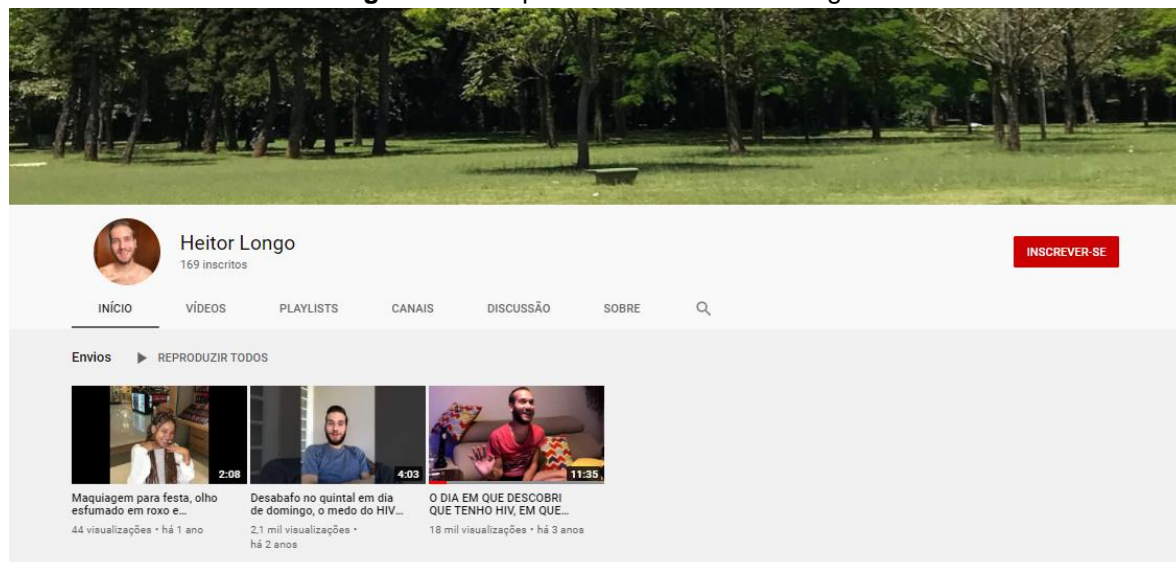 Heitor Longo
169 inscritos
INSCREVER-SE
INÍCIO VÍDEOS PLAYLISTS CANAIS DISCUSSÃO SOBRE
Envios REPRODUZIR TODOS
2:08 4:03 11:35
Maquiagem para festa, olho
esfumado em roxo e...
44 visualizações • há 1 ano
Desabafo no quintal em dia
de domingo, o medo do HIV...
2,1 mil visualizações •
há 2 anos
O DIA EM QUE DESCOBRI
QUE TENHO HIV, EM QUE...
18 mil visualizações • há 3 anos